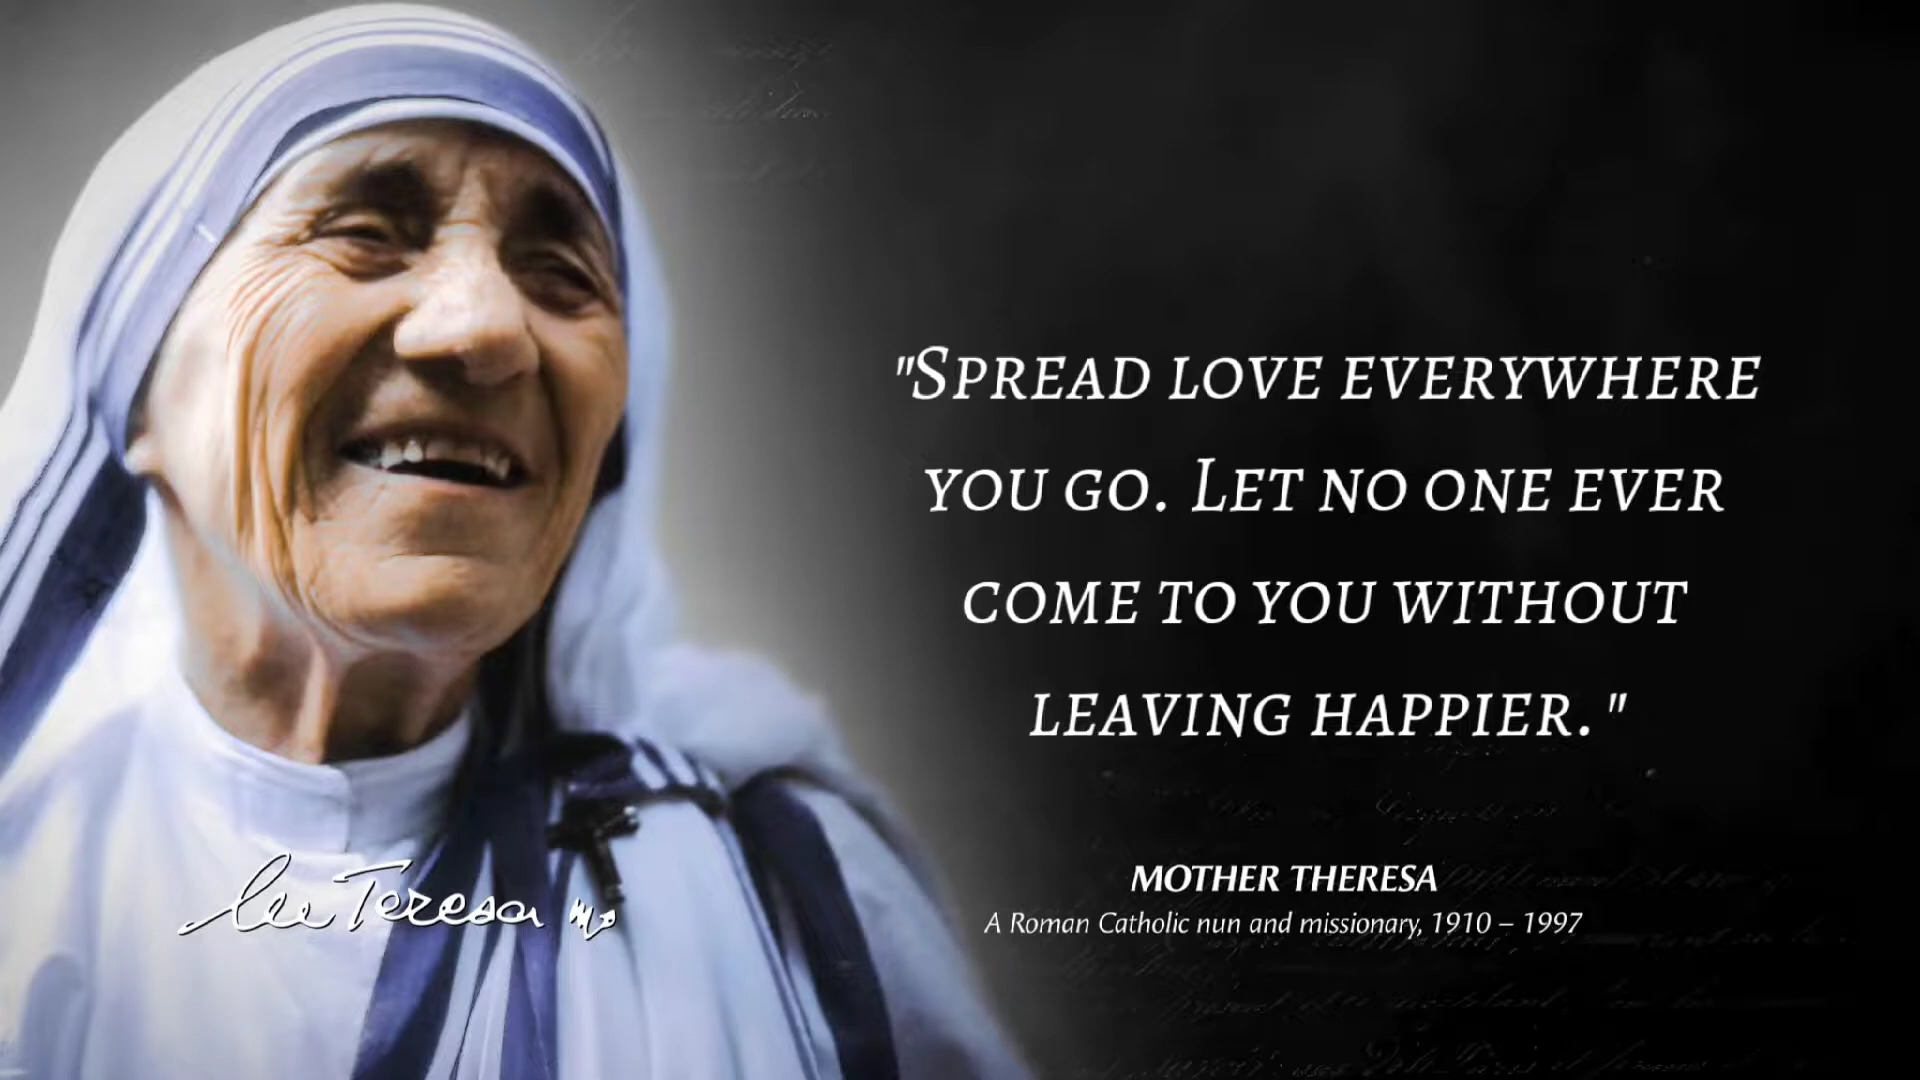 "Spread love everywhere
you go. Let no one ever
come to you without
leaving happier."
MOTHER THERESA
A Roman Catholic nun and missionary, 1910 – 1997
Teresa